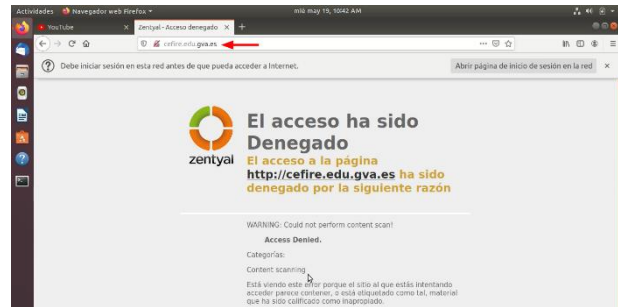 Actividades Navegador web Firefox
mié may 19, 10:42 AM
YouTube
Zentyal - Acceso denegado
cefire.edu.gva.es
Debe iniciar sesión en esta red antes de que pueda acceder a Internet.
Abrir página de inicio de sesión en la red
zentyal
El acceso ha sido
Denegado
El acceso a la página
http://cefire.edu.gva.es ha sido
denegado por la siguiente razón
WARNING: Could not perform content scan!
Access Denied.
Categorías:
Content scanning
Está viendo este error porque el sitio al que estás intentando
acceder parece contener, o está etiquetado como tal, material
que ha sido calificado como inapropiado.